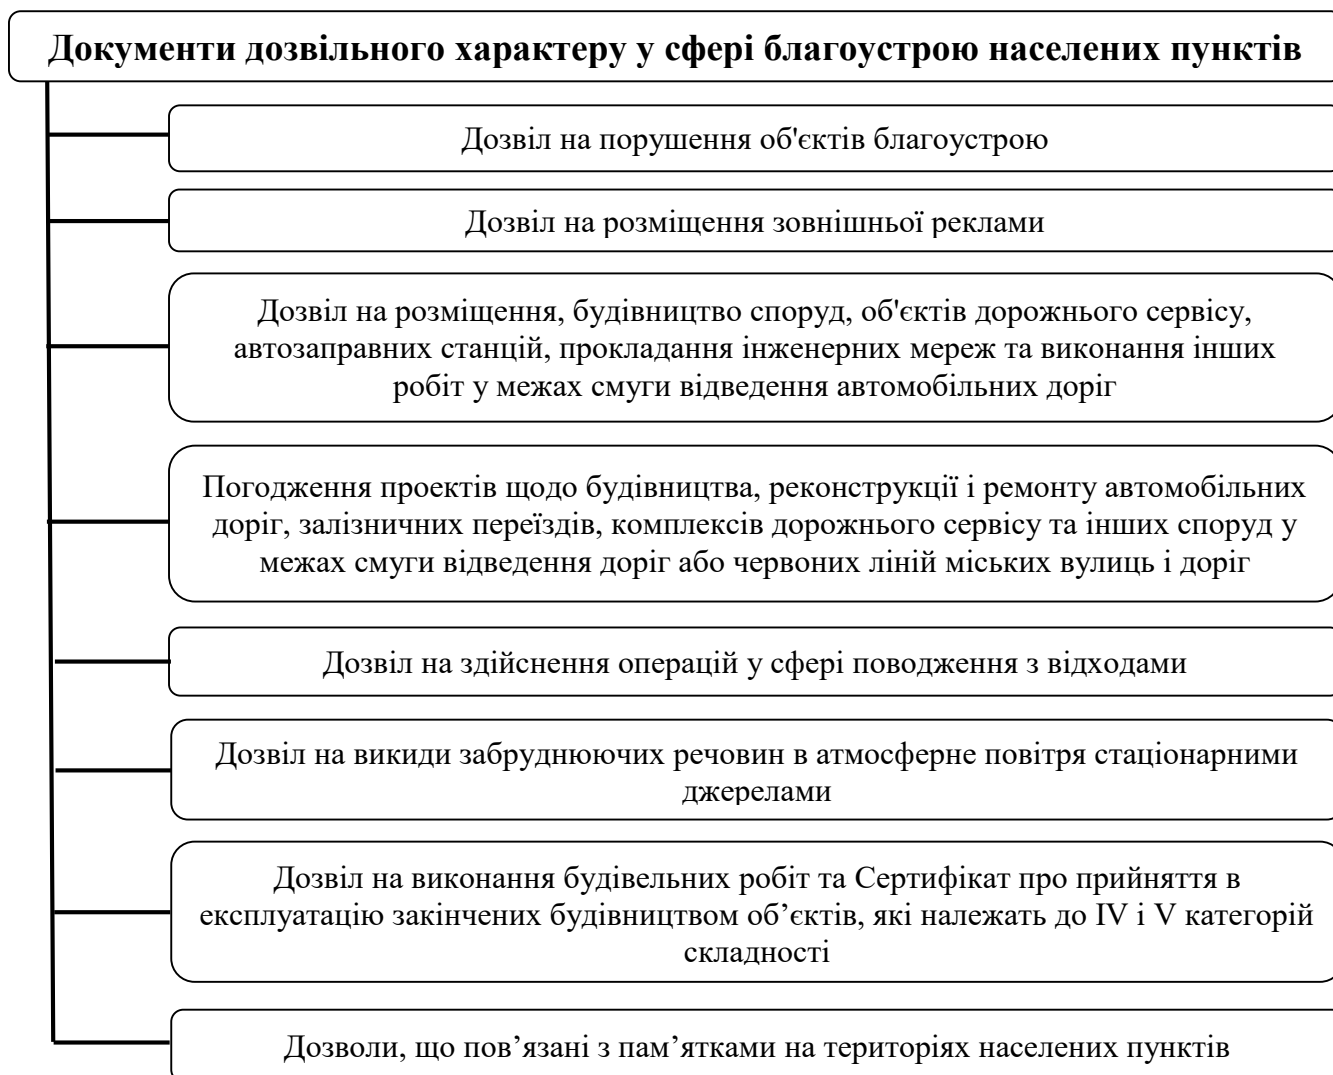 Документи дозвільного характеру у сфері благоустрою населених пунктів
Дозвіл на порушення об'єктів благоустрою
Дозвіл на розміщення зовнішньої реклами
Дозвіл на розміщення, будівництво споруд, об'єктів дорожнього сервісу,
автозаправних станцій, прокладання інженерних мереж та виконання інших
робіт у межах смуги відведення автомобільних доріг
Погодження проектів щодо будівництва, реконструкції і ремонту автомобільних
доріг, залізничних переїздів, комплексів дорожнього сервісу та інших споруд у
межах смуги відведення доріг або червоних ліній міських вулиць і доріг
Дозвіл на здійснення операцій у сфері поводження з відходами
Дозвіл на викиди забруднюючих речовин в атмосферне повітря стаціонарними
джерелами
Дозвіл на виконання будівельних робіт та Сертифікат про прийняття в
експлуатацію закінчених будівництвом об’єктів, які належать до IV і V категорій
складності
Дозволи, що пов’язані з пам’ятками на територіях населених пунктів